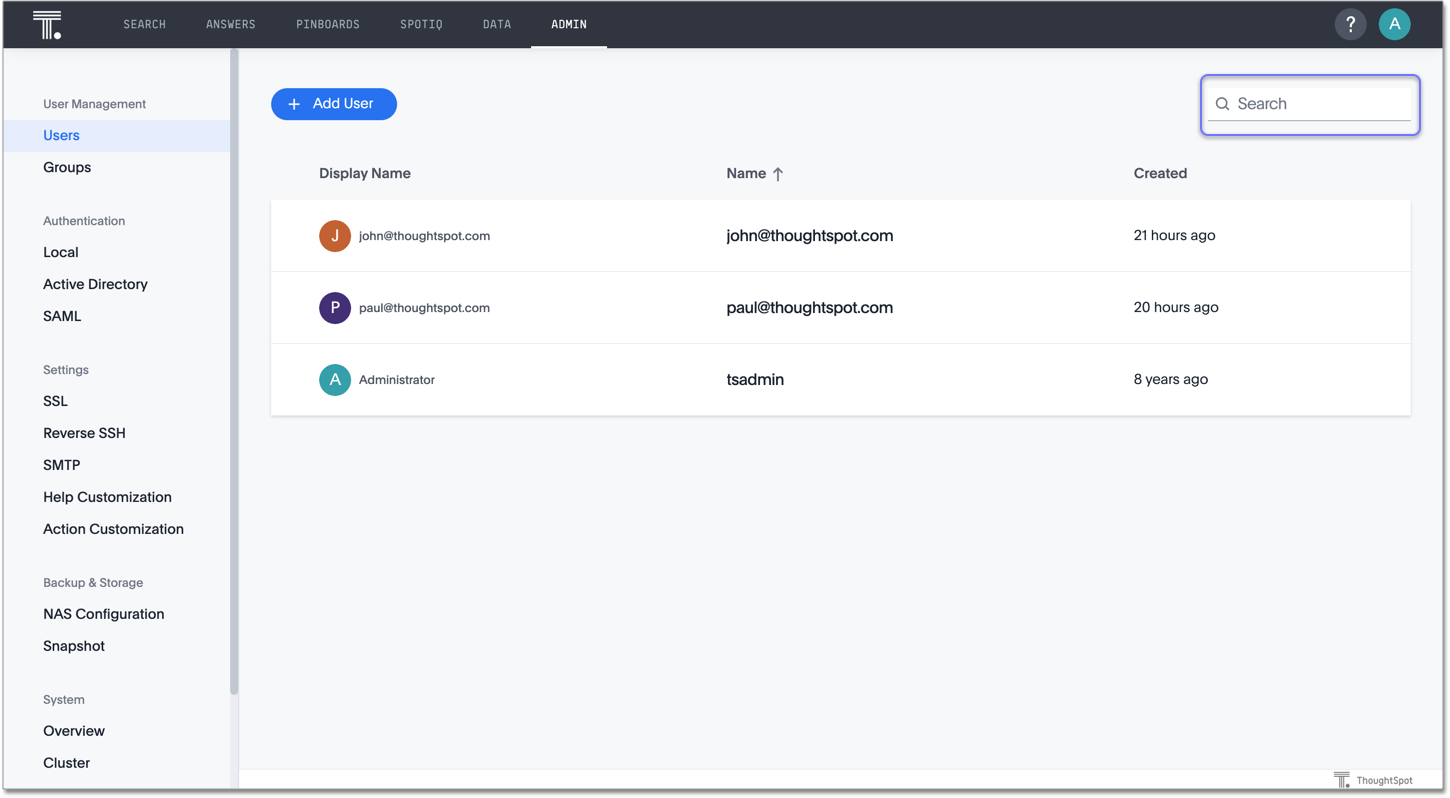 T. SEARCH ANSWERS PINBOARDS SPOTIQ DATA ADMIN ? A
User Management
Users
Groups
Authentication
Local
Active Directory
SAML
Settings
SSL
Reverse SSH
SMTP
Help Customization
Action Customization
Backup & Storage
NAS Configuration
Snapshot
System
Overview
Cluster
+ Add User
Search
Display Name Name ↑ Created
J john@thoughtspot.com john@thoughtspot.com 21 hours ago
P paul@thoughtspot.com paul@thoughtspot.com 20 hours ago
A Administrator tsadmin 8 years ago
T. ThoughtSpot